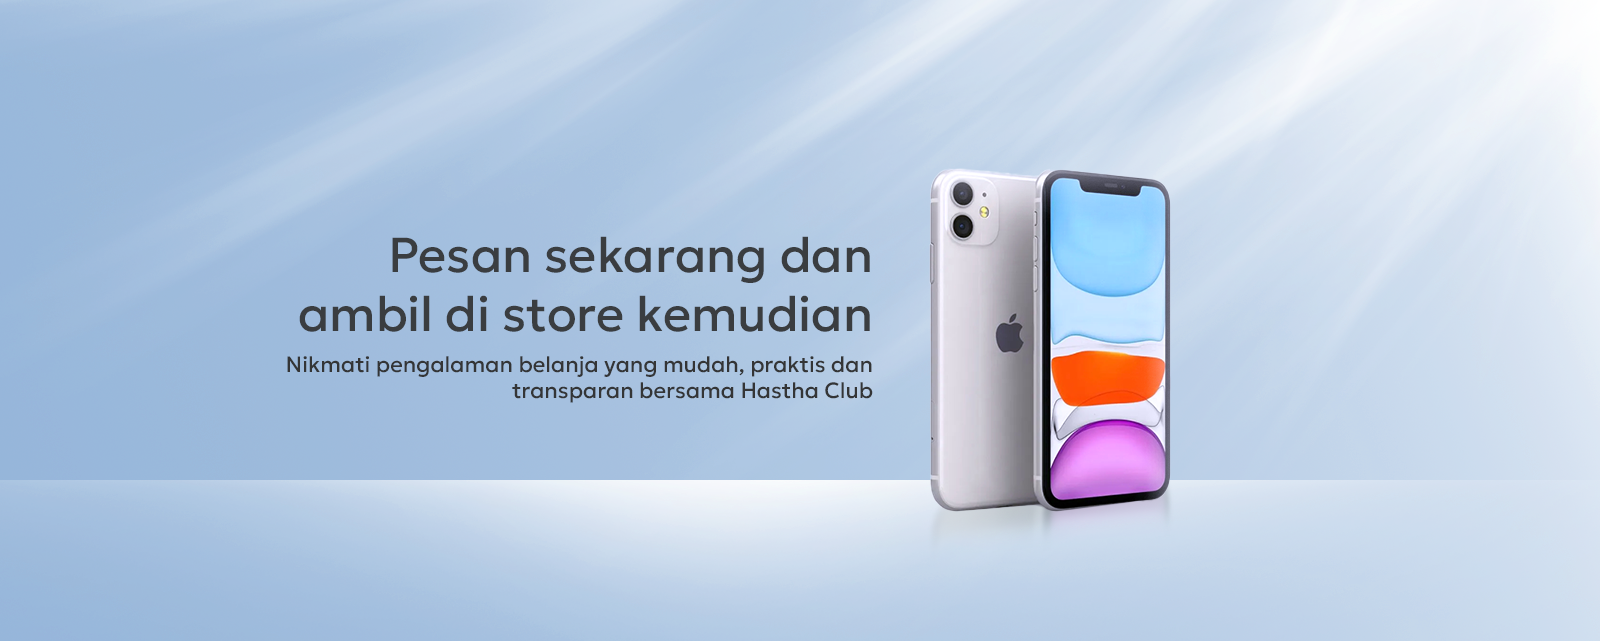 Pesan sekarang dan
ambil di store kemudian
Nikmati pengalaman belanja yang mudah, praktis dan
transparan bersama Hastha Club